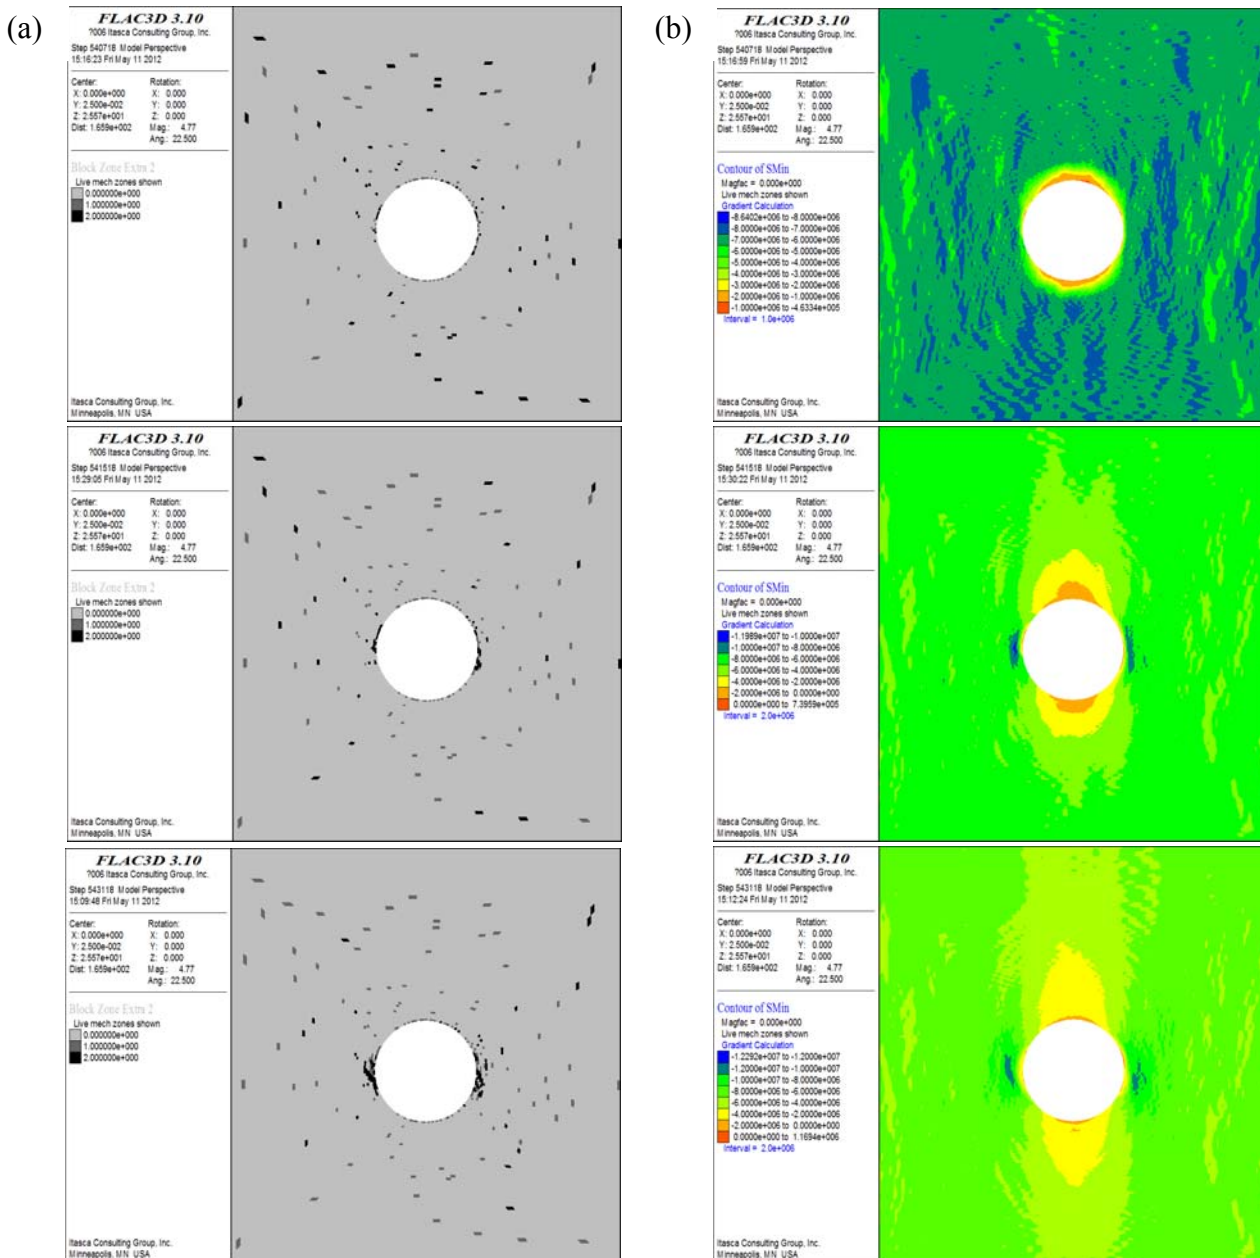 (a)
FLAC3D 3.10
?006 Itasca Consulting Group, Inc.
Step 540718 Model Perspective
15:16:23 Fri May 11 2012
Center: Rotation:
X: 0.000e+000 X: 0.000
Y: 2.500e-002 Y: 0.000
Z: 2.557e+001 Z: 0.000
Dist: 1.659e+002 Mag.: 4.77
Ang.: 22.500
Block Zone Extra 2
Live mech zones shown
0.000000e+000
1.000000e+000
2.000000e+000
Itasca Consulting Group, Inc.
Minneapolis, MN USA
(b)
FLAC3D 3.10
?006 Itasca Consulting Group, Inc.
Step 540718 Model Perspective
15:16:59 Fri May 11 2012
Center: Rotation:
X: 0.000e+000 X: 0.000
Y: 2.500e-002 Y: 0.000
Z: 2.557e+001 Z: 0.000
Dist: 1.659e+002 Mag.: 4.77
Ang.: 22.500
Contour of SMin
Magfac = 0.000e+000
Live mech zones shown
Gradient Calculation
-8.6402e+006 to -8.0000e+006
-8.0000e+006 to -7.0000e+006
-7.0000e+006 to -6.0000e+006
-6.0000e+006 to -5.0000e+006
-5.0000e+006 to -4.0000e+006
-4.0000e+006 to -3.0000e+006
-3.0000e+006 to -2.0000e+006
-2.0000e+006 to -1.0000e+006
-1.0000e+006 to -4.6334e+005
Interval = 1.0e+006
Itasca Consulting Group, Inc.
Minneapolis, MN USA
FLAC3D 3.10
?006 Itasca Consulting Group, Inc.
Step 541518 Model Perspective
15:29:05 Fri May 11 2012
Center: Rotation:
X: 0.000e+000 X: 0.000
Y: 2.500e-002 Y: 0.000
Z: 2.557e+001 Z: 0.000
Dist: 1.659e+002 Mag.: 4.77
Ang.: 22.500
Block Zone Extra 2
Live mech zones shown
0.000000e+000
1.000000e+000
2.000000e+000
Itasca Consulting Group, Inc.
Minneapolis, MN USA
FLAC3D 3.10
?006 Itasca Consulting Group, Inc.
Step 541518 Model Perspective
15:30:22 Fri May 11 2012
Center: Rotation:
X: 0.000e+000 X: 0.000
Y: 2.500e-002 Y: 0.000
Z: 2.557e+001 Z: 0.000
Dist: 1.659e+002 Mag.: 4.77
Ang.: 22.500
Contour of SMin
Magfac = 0.000e+000
Live mech zones shown
Gradient Calculation
-1.1989e+007 to -1.0000e+007
-1.0000e+007 to -8.0000e+006
-8.0000e+006 to -6.0000e+006
-6.0000e+006 to -4.0000e+006
-4.0000e+006 to -2.0000e+006
-2.0000e+006 to 0.0000e+000
0.0000e+000 to 7.3959e+005
Interval = 2.0e+006
Itasca Consulting Group, Inc.
Minneapolis, MN USA
FLAC3D 3.10
?006 Itasca Consulting Group, Inc.
Step 543118 Model Perspective
15:09:48 Fri May 11 2012
Center: Rotation:
X: 0.000e+000 X: 0.000
Y: 2.500e-002 Y: 0.000
Z: 2.557e+001 Z: 0.000
Dist: 1.659e+002 Mag.: 4.77
Ang.: 22.500
Block Zone Extra 2
Live mech zones shown
0.000000e+000
1.000000e+000
2.000000e+000
Itasca Consulting Group, Inc.
Minneapolis, MN USA
FLAC3D 3.10
?006 Itasca Consulting Group, Inc.
Step 543118 Model Perspective
15:12:24 Fri May 11 2012
Center: Rotation:
X: 0.000e+000 X: 0.000
Y: 2.500e-002 Y: 0.000
Z: 2.557e+001 Z: 0.000
Dist: 1.659e+002 Mag.: 4.77
Ang.: 22.500
Contour of SMin
Magfac = 0.000e+000
Live mech zones shown
Gradient Calculation
-1.2292e+007 to -1.2000e+007
-1.2000e+007 to -1.0000e+007
-1.0000e+007 to -8.0000e+006
-8.0000e+006 to -6.0000e+006
-6.0000e+006 to -4.0000e+006
-4.0000e+006 to -2.0000e+006
-2.0000e+006 to 0.0000e+000
0.0000e+000 to 1.1694e+006
Interval = 2.0e+006
Itasca Consulting Group, Inc.
Minneapolis, MN USA